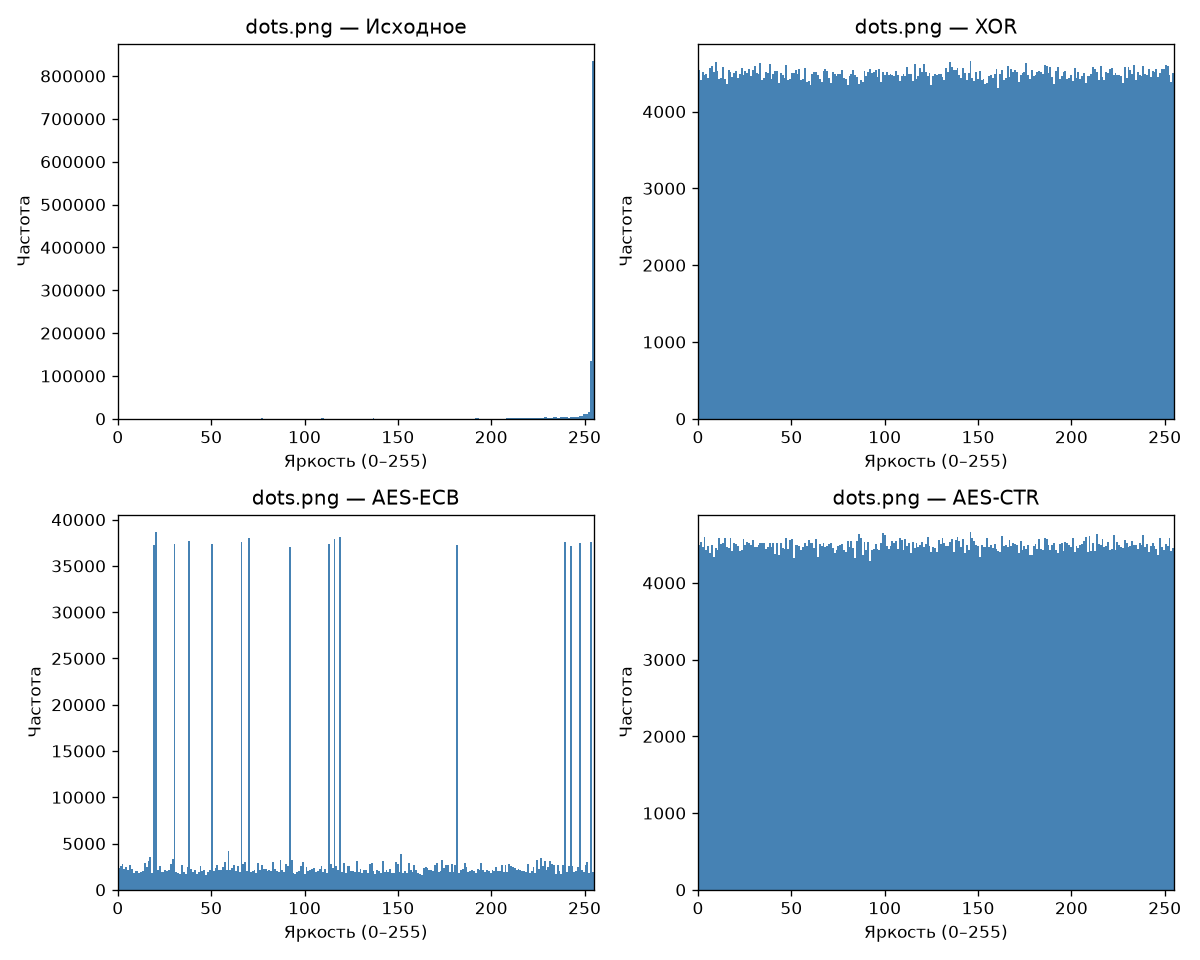 dots.png — Исходное
800000
700000
600000
500000
400000
300000
200000
100000
0
Частота
0 50 100 150 200 250
Яркость (0–255)
dots.png — XOR
4000
3000
2000
1000
0
Частота
0 50 100 150 200 250
Яркость (0–255)
dots.png — AES-ECB
40000
35000
30000
25000
20000
15000
10000
5000
0
Частота
0 50 100 150 200 250
Яркость (0–255)
dots.png — AES-CTR
4000
3000
2000
1000
0
Частота
0 50 100 150 200 250
Яркость (0–255)